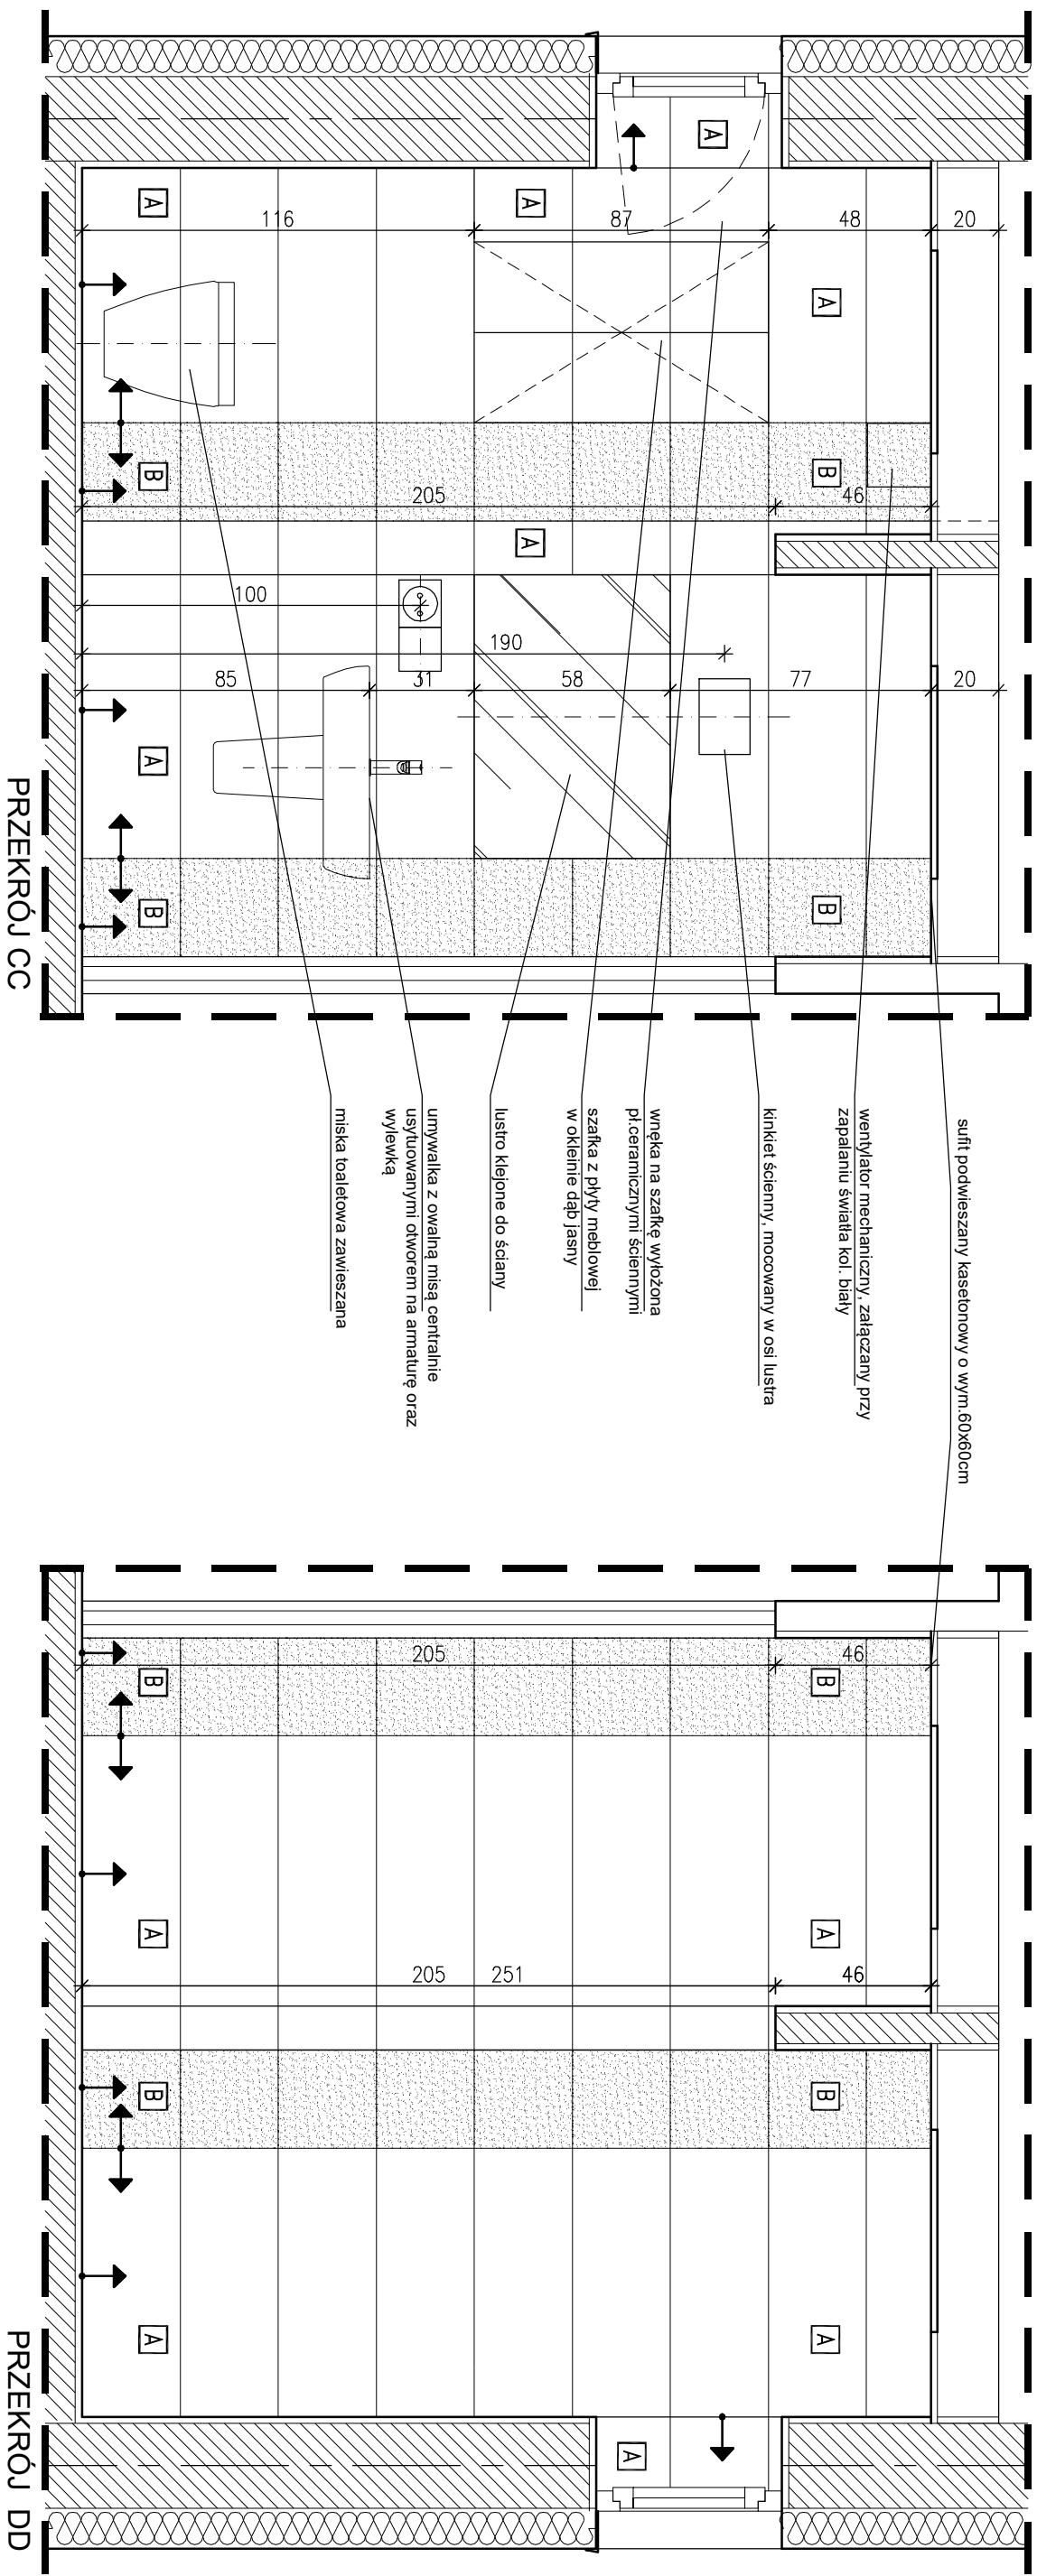 116 87 48 20
205 46
100
190
85 31 58 77 20
A B B
A
A A
A B A B
PRZEKRÓJ CC
sufit podwieszany kasetonowy o wym.60x60cm
wentylator mechaniczny, załączany przy
zapalaniu światła kol. biały
kinkiet ścienny, mocowany w osi lustra
wnęka na szafkę wyłożona
pł.ceramicznymi ściennymi
szafka z płyty meblowej
w okleinie dąb jasny
lustro klejone do ściany
umywalka z owalną misą centralnie
usytuowanymi otworem na armaturę oraz
wylewką
miska toaletowa zawieszana
205 46
205 251 46
B A B A
A
B A B A
PRZEKRÓJ DD